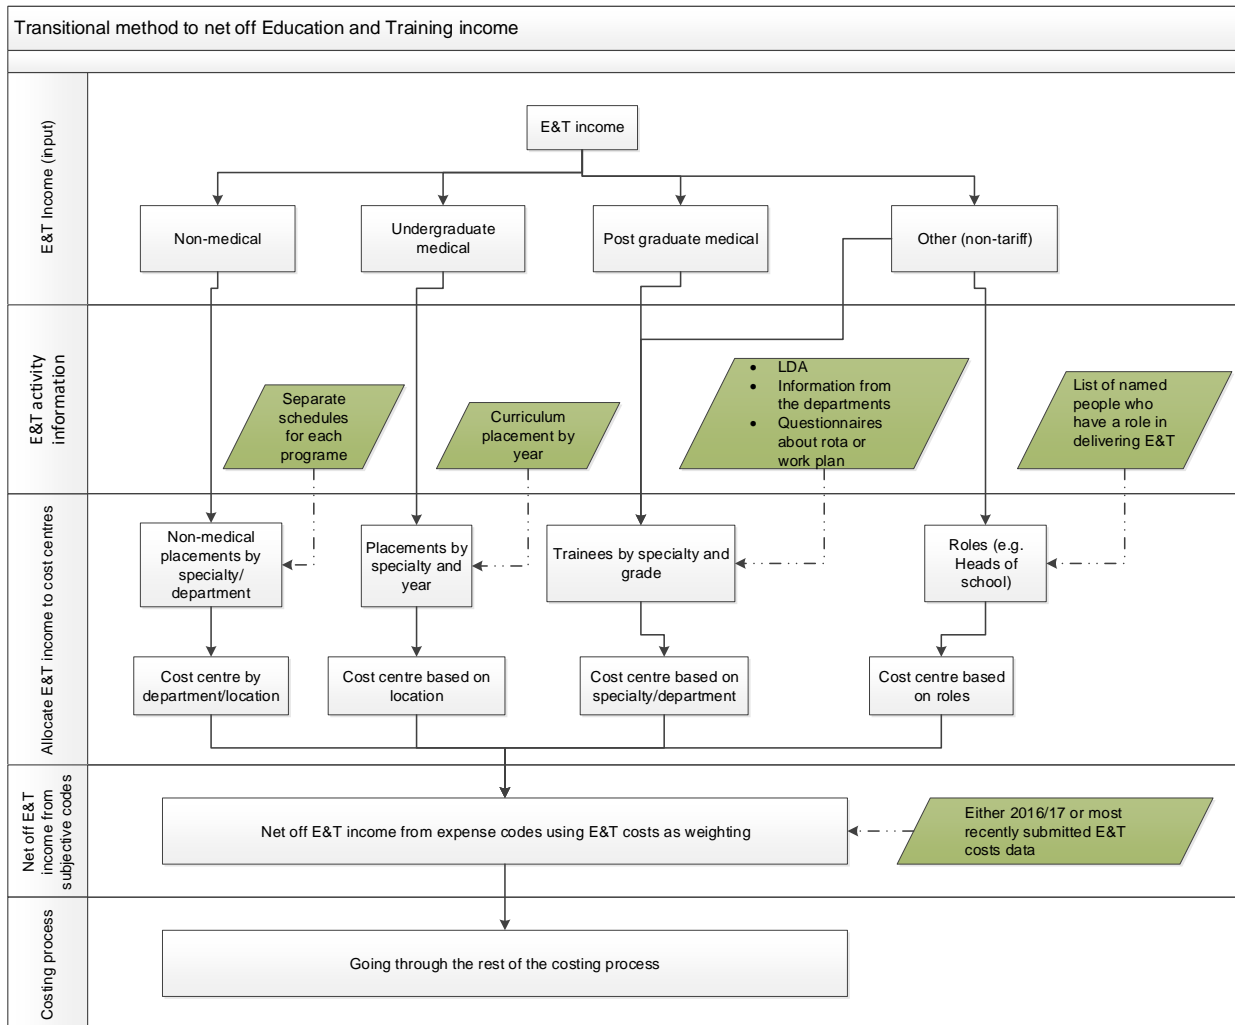 Transitional method to net off Education and Training income
E&T Income (input)
E&T income
Non-medical
Undergraduate
medical
Post graduate medical
Other (non-tariff)
E&T activity
information
Separate
schedules
for each
programe
Curriculum
placement by
year
• LDA
• Information from
the departments
• Questionnaires
about rota or
work plan
List of named
people who
have a role in
delivering E&T
Allocate E&T income to cost centres
Non-medical
placements by
specialty/
department
Placements by
specialty and
year
Trainees by specialty and
grade
Roles (e.g.
Heads of
school)
Cost centre by
department/location
Cost centre based on
location
Cost centre based on
specialty/department
Cost centre based
on roles
Net off E&T
income from
subjective codes
Net off E&T income from expense codes using E&T costs as weighting
Either 2016/17 or most
recently submitted E&T
costs data
Costing process
Going through the rest of the costing process